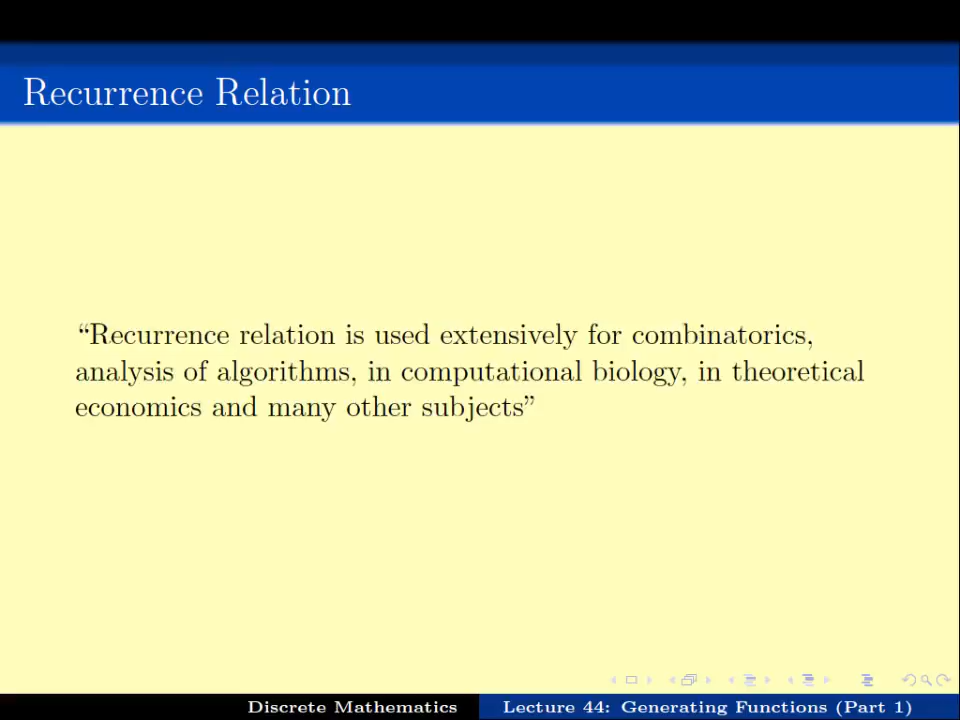 Recurrence Relation
“Recurrence relation is used extensively for combinatorics,
analysis of algorithms, in computational biology, in theoretical
economics and many other subjects”
Discrete Mathematics
Lecture 44: Generating Functions (Part 1)